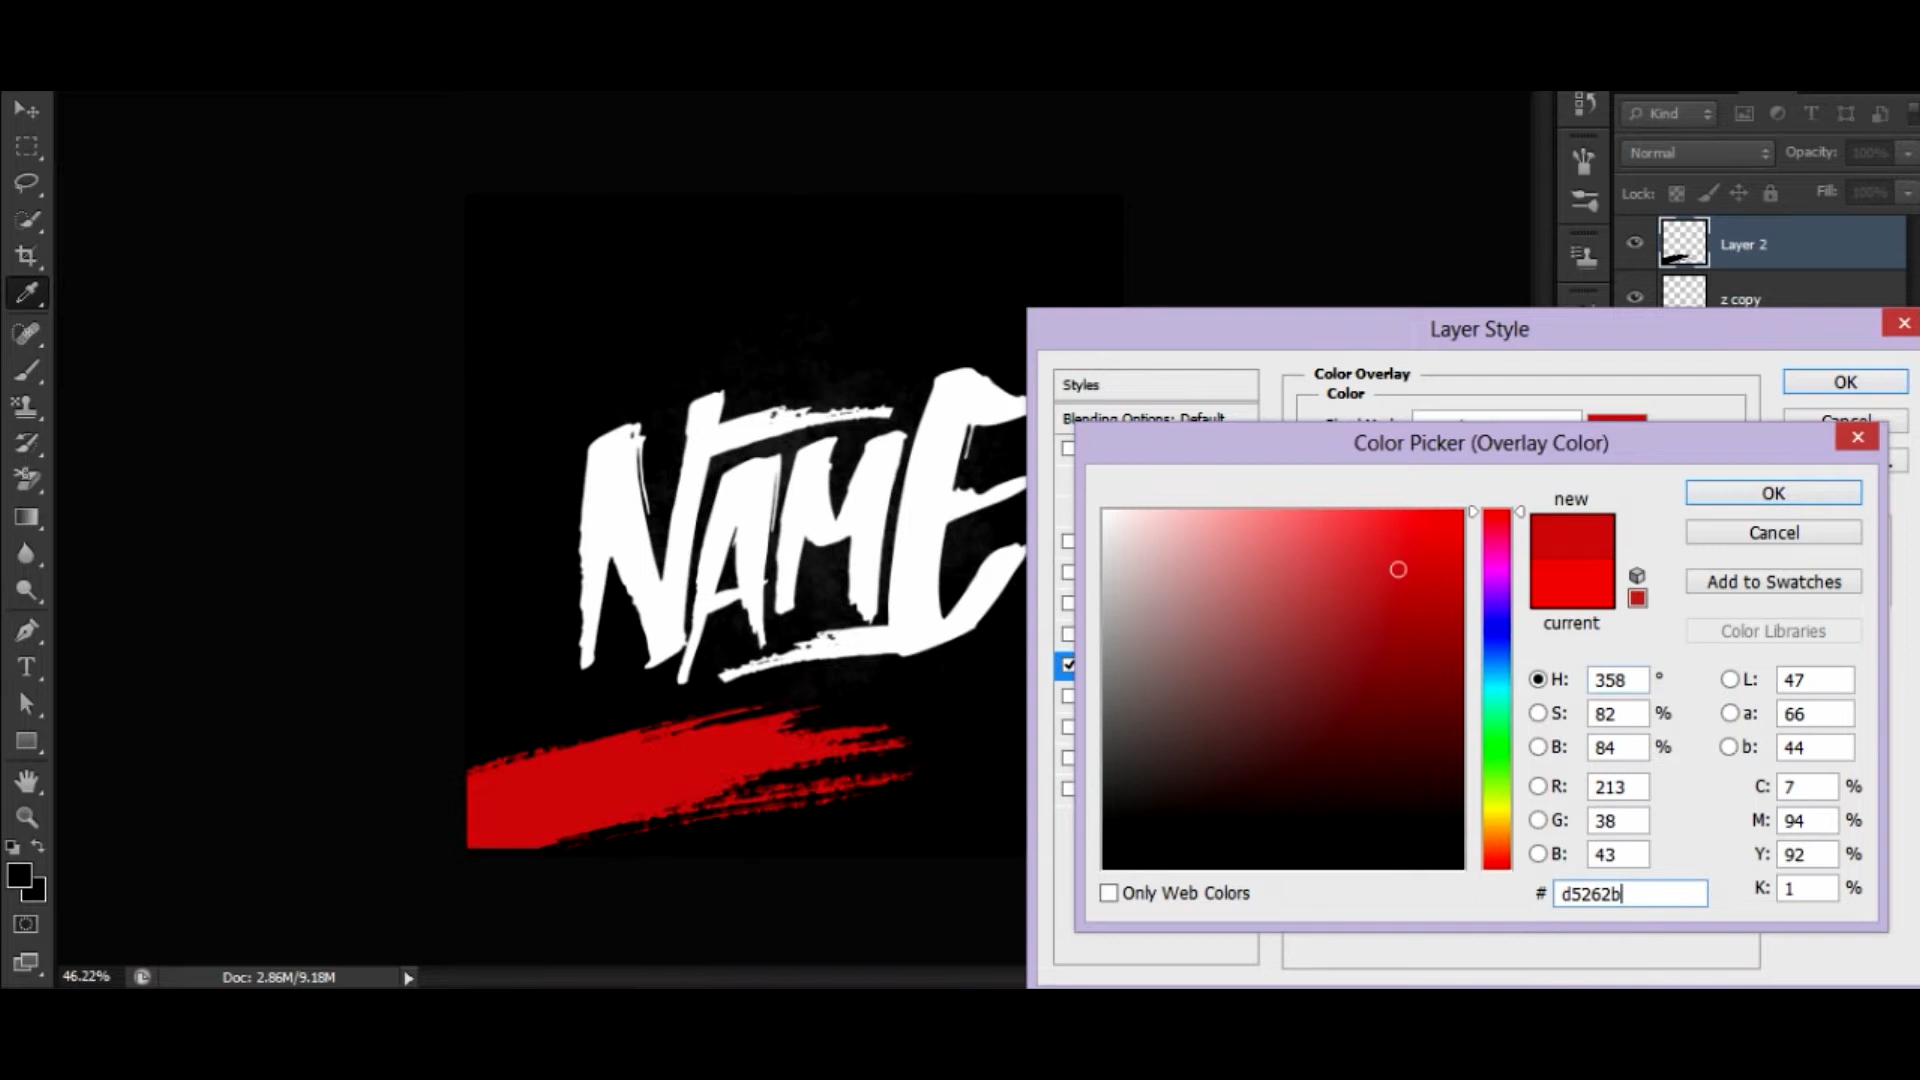 Kind
Normal
Opacity:
100%
Lock:
Fill:
100%
Layer 2
z copy
Layer Style
Styles
Color Overlay
Color
OK
Blending Options: Default
Cancel
Color Picker (Overlay Color)
new
current
OK
Cancel
Add to Swatches
Color Libraries
H: 358 °
S: 82 %
B: 84 %
R: 213
G: 38
B: 43
# d5262b
L: 47
a: 66
b: 44
C: 7 %
M: 94 %
Y: 92 %
K: 1 %
Only Web Colors
NAME
T
46.22%
Doc: 2.86M/9.18M